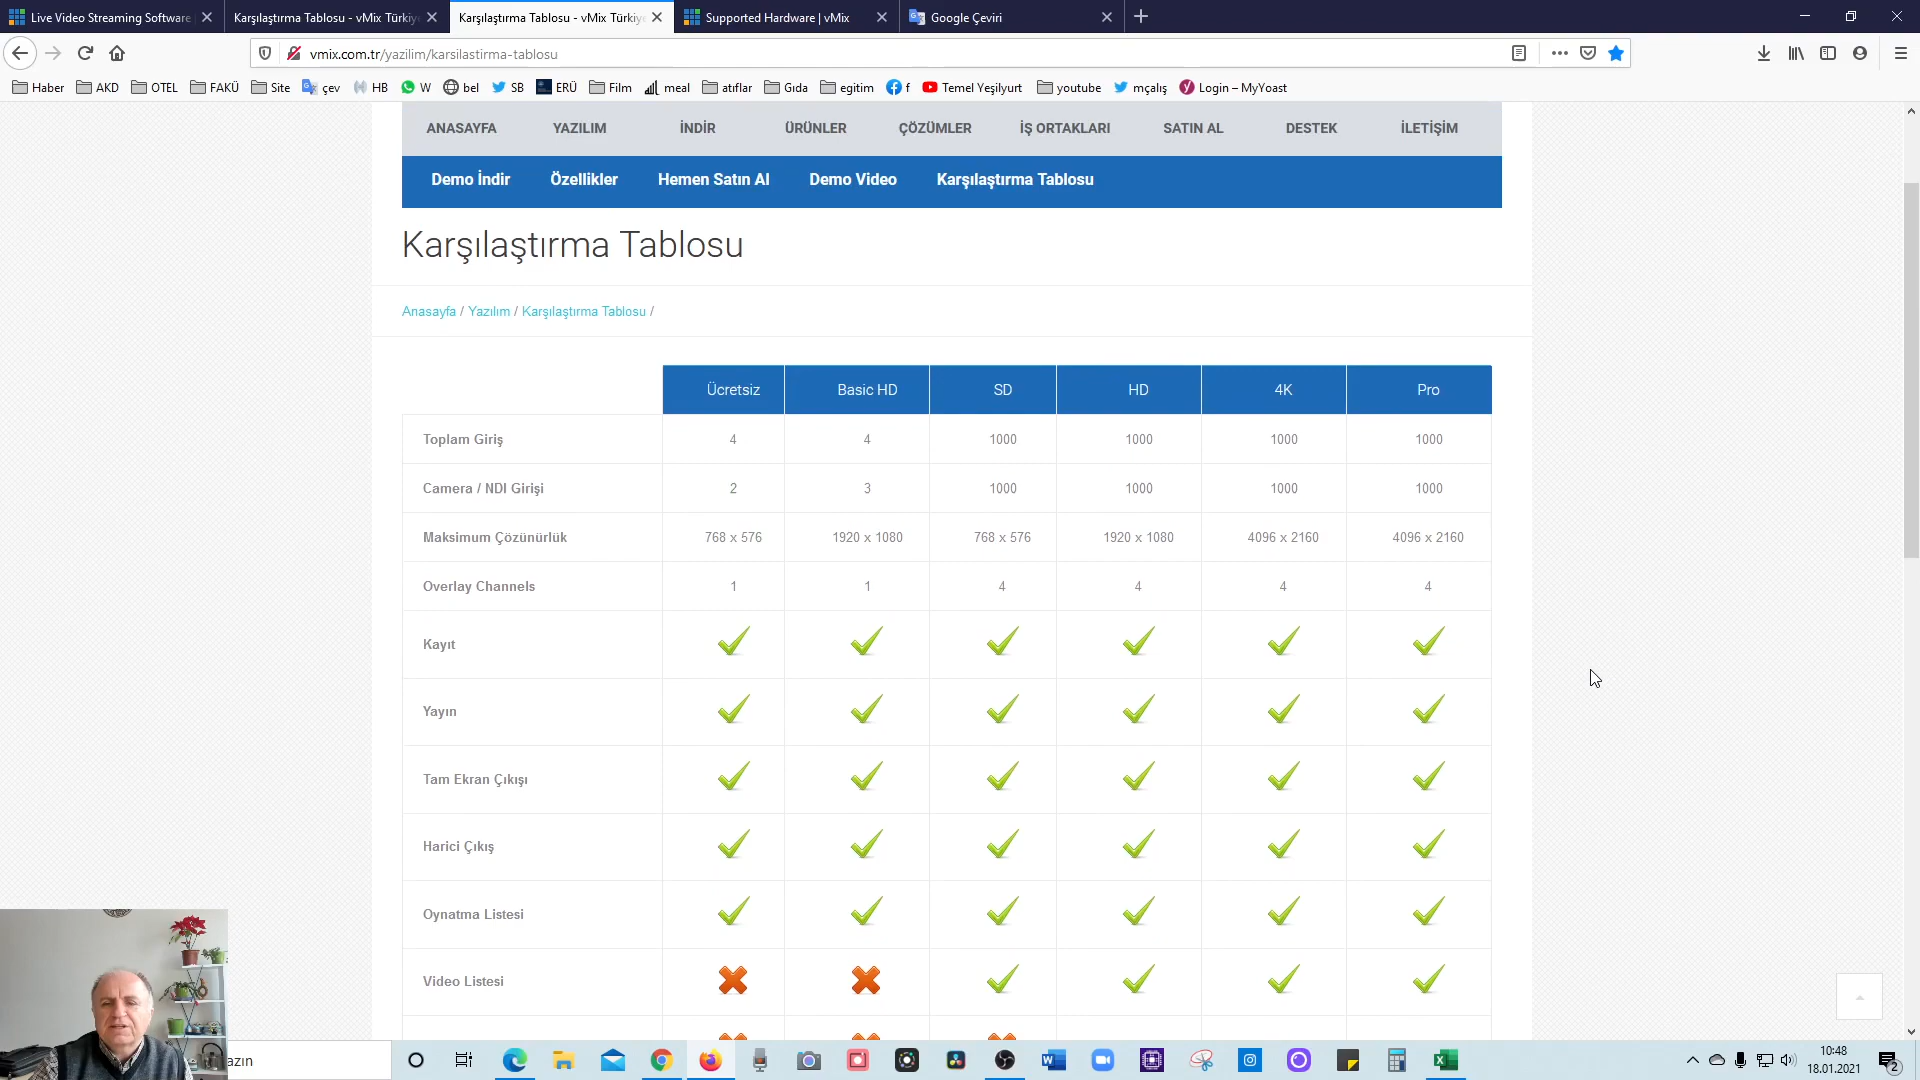 Live Video Streaming Software
Karşılaştırma Tablosu - vMix Türkiye
Karşılaştırma Tablosu - vMix Türkiye
Supported Hardware | vMix
Google Çeviri
vmix.com.tr/yazilim/karsilastirma-tablosu
Haber AKD OTEL FAKÜ Site çev HB W bel SB ERÜ Film meal atıflar Gıda egitim f Temel Yeşilyurt youtube mçalış Login – MyYoast
ANASAYFA YAZILIM İNDİR ÜRÜNLER ÇÖZÜMLER İŞ ORTAKLARI SATIN AL DESTEK İLETİŞİM
Demo İndir Özellikler Hemen Satın Al Demo Video Karşılaştırma Tablosu
Karşılaştırma Tablosu
Anasayfa / Yazılım / Karşılaştırma Tablosu /
Ücretsiz Basic HD SD HD 4K Pro
Toplam Giriş 4 4 1000 1000 1000 1000
Camera / NDI Girişi 2 3 1000 1000 1000 1000
Maksimum Çözünürlük 768 x 576 1920 x 1080 768 x 576 1920 x 1080 4096 x 2160 4096 x 2160
Overlay Channels 1 1 4 4 4 4
Kayıt
Yayın
Tam Ekran Çıkışı
Harici Çıkış
Oynatma Listesi
Video Listesi
azın
10:48
18.01.2021
2